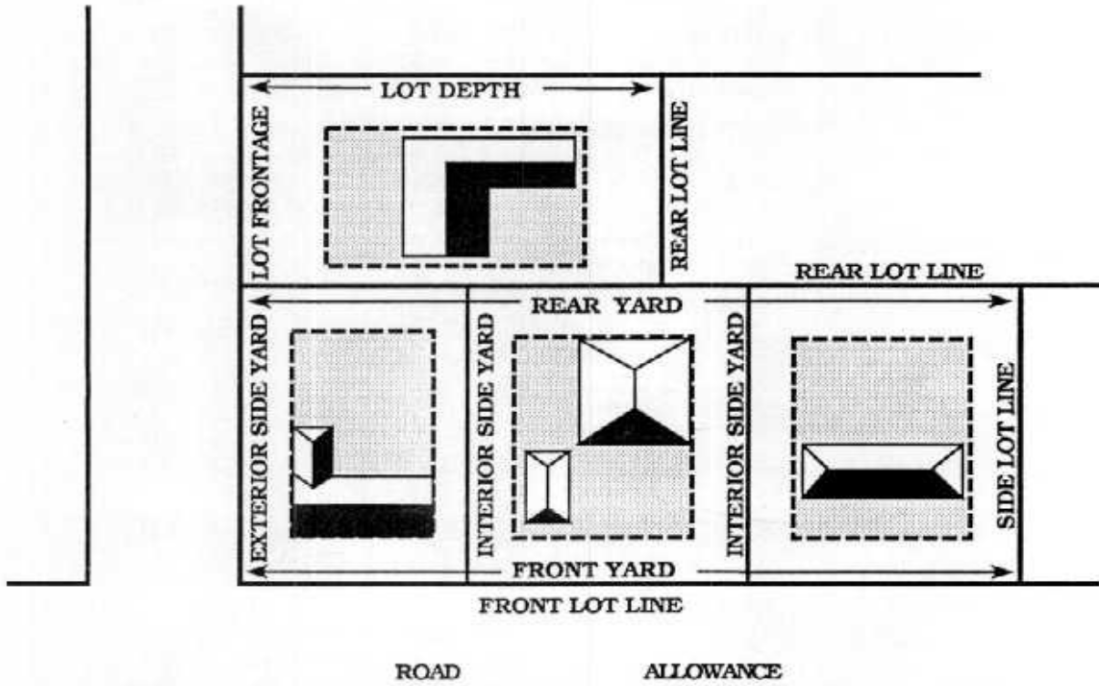 LOT DEPTH
LOT FRONTAGE
REAR LOT LINE
REAR LOT LINE
REAR YARD
EXTERIOR SIDE YARD
INTERIOR SIDE YARD
INTERIOR SIDE YARD
SIDE LOT LINE
FRONT YARD
FRONT LOT LINE
ROAD ALLOWANCE